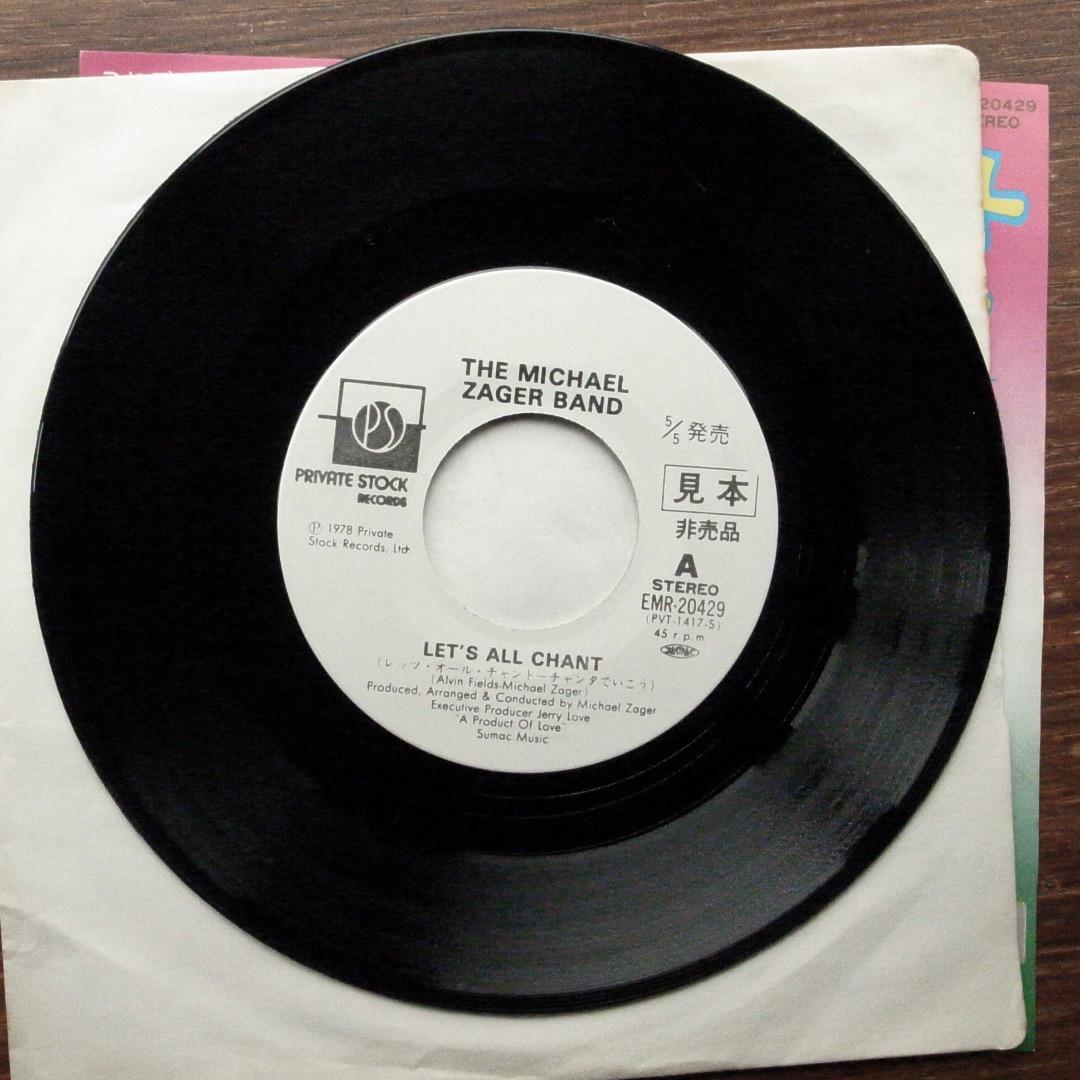 20429
EREO
THE MICHAEL
ZAGER BAND
PS
PRIVATE STOCK
RECORDS
Ⓟ 1978 Private
Stock Records, Ltd
5/5 発売
見本
非売品
A
STEREO
EMR-20429
(PVT-1417-S)
45 r.p.m.
LET'S ALL CHANT
(レッツ・オール・チャント―チャンタでいこう)
(Alvin Fields-Michael Zager)
Produced, Arranged & Conducted by Michael Zager
Executive Producer Jerry Love
"A Product Of Love"
Sumac Music